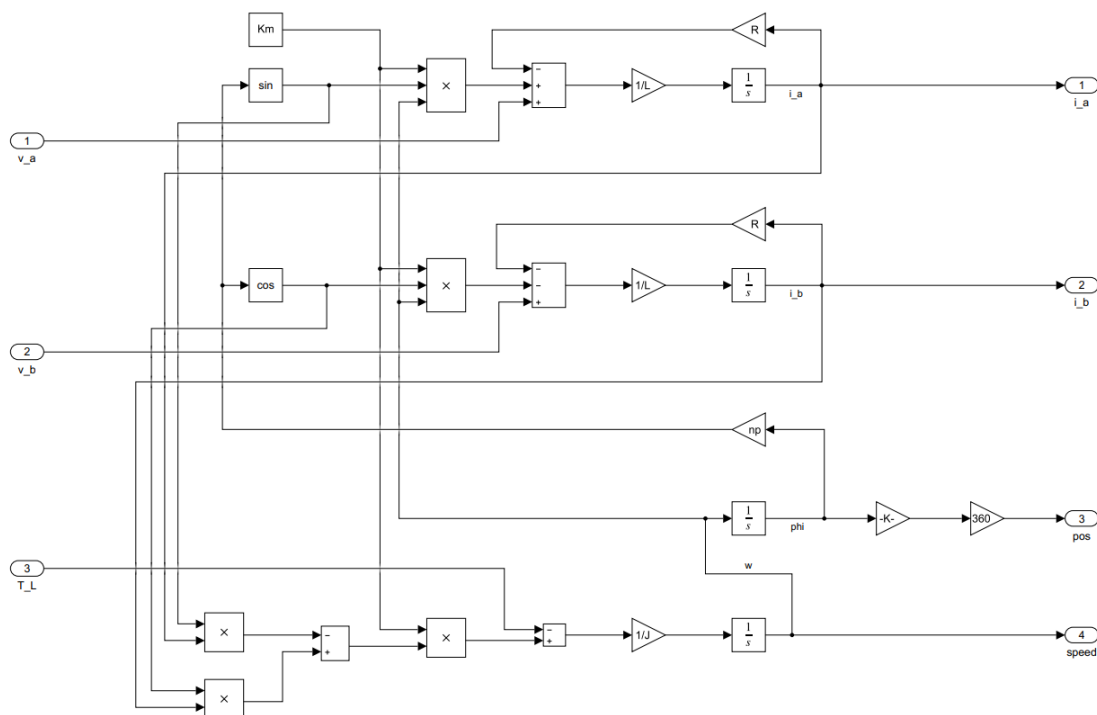 Km
R
sin
×
−
+
+
1/L
1
s
i_a
1
i_a
1
v_a
R
cos
×
−
−
+
1/L
1
s
i_b
2
i_b
2
v_b
np
1
s
phi
-K-
360
3
pos
3
T_L
w
×
−
+
×
−
+
1/J
1
s
4
speed
×